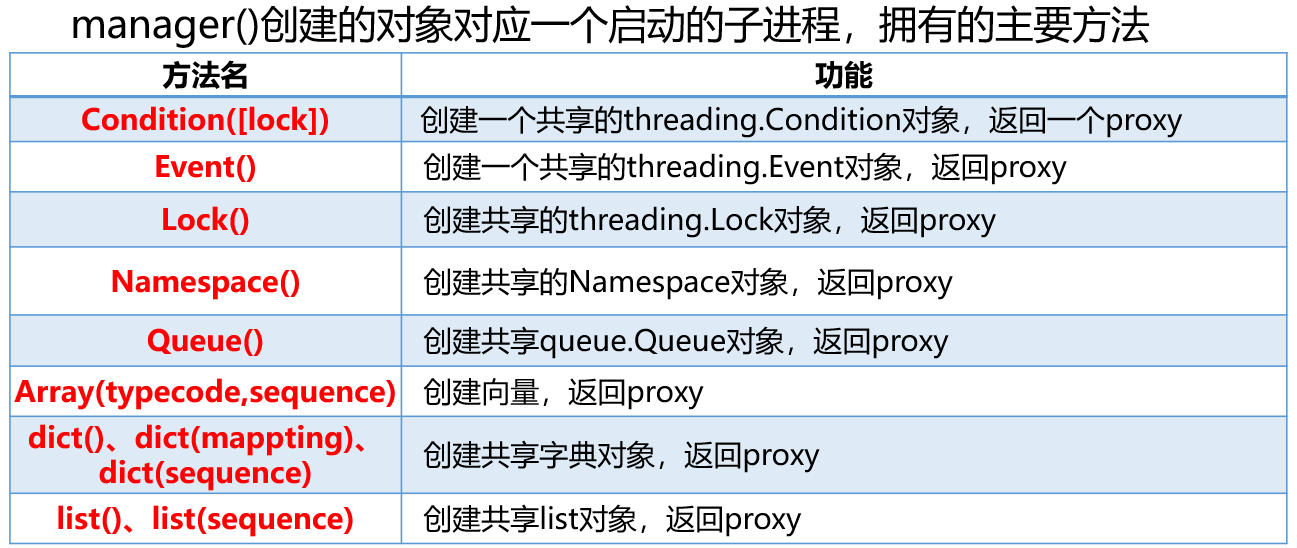 manager()创建的对象对应一个启动的子进程，拥有的主要方法
方法名
功能
Condition([lock])
创建一个共享的threading.Condition对象，返回一个proxy
Event()
创建一个共享的threading.Event对象，返回proxy
Lock()
创建共享的threading.Lock对象，返回proxy
Namespace()
创建共享的Namespace对象，返回proxy
Queue()
创建共享queue.Queue对象，返回proxy
Array(typecode,sequence)
创建向量，返回proxy
dict()、dict(mappting)、
dict(sequence)
创建共享字典对象，返回proxy
list()、list(sequence)
创建共享list对象，返回proxy